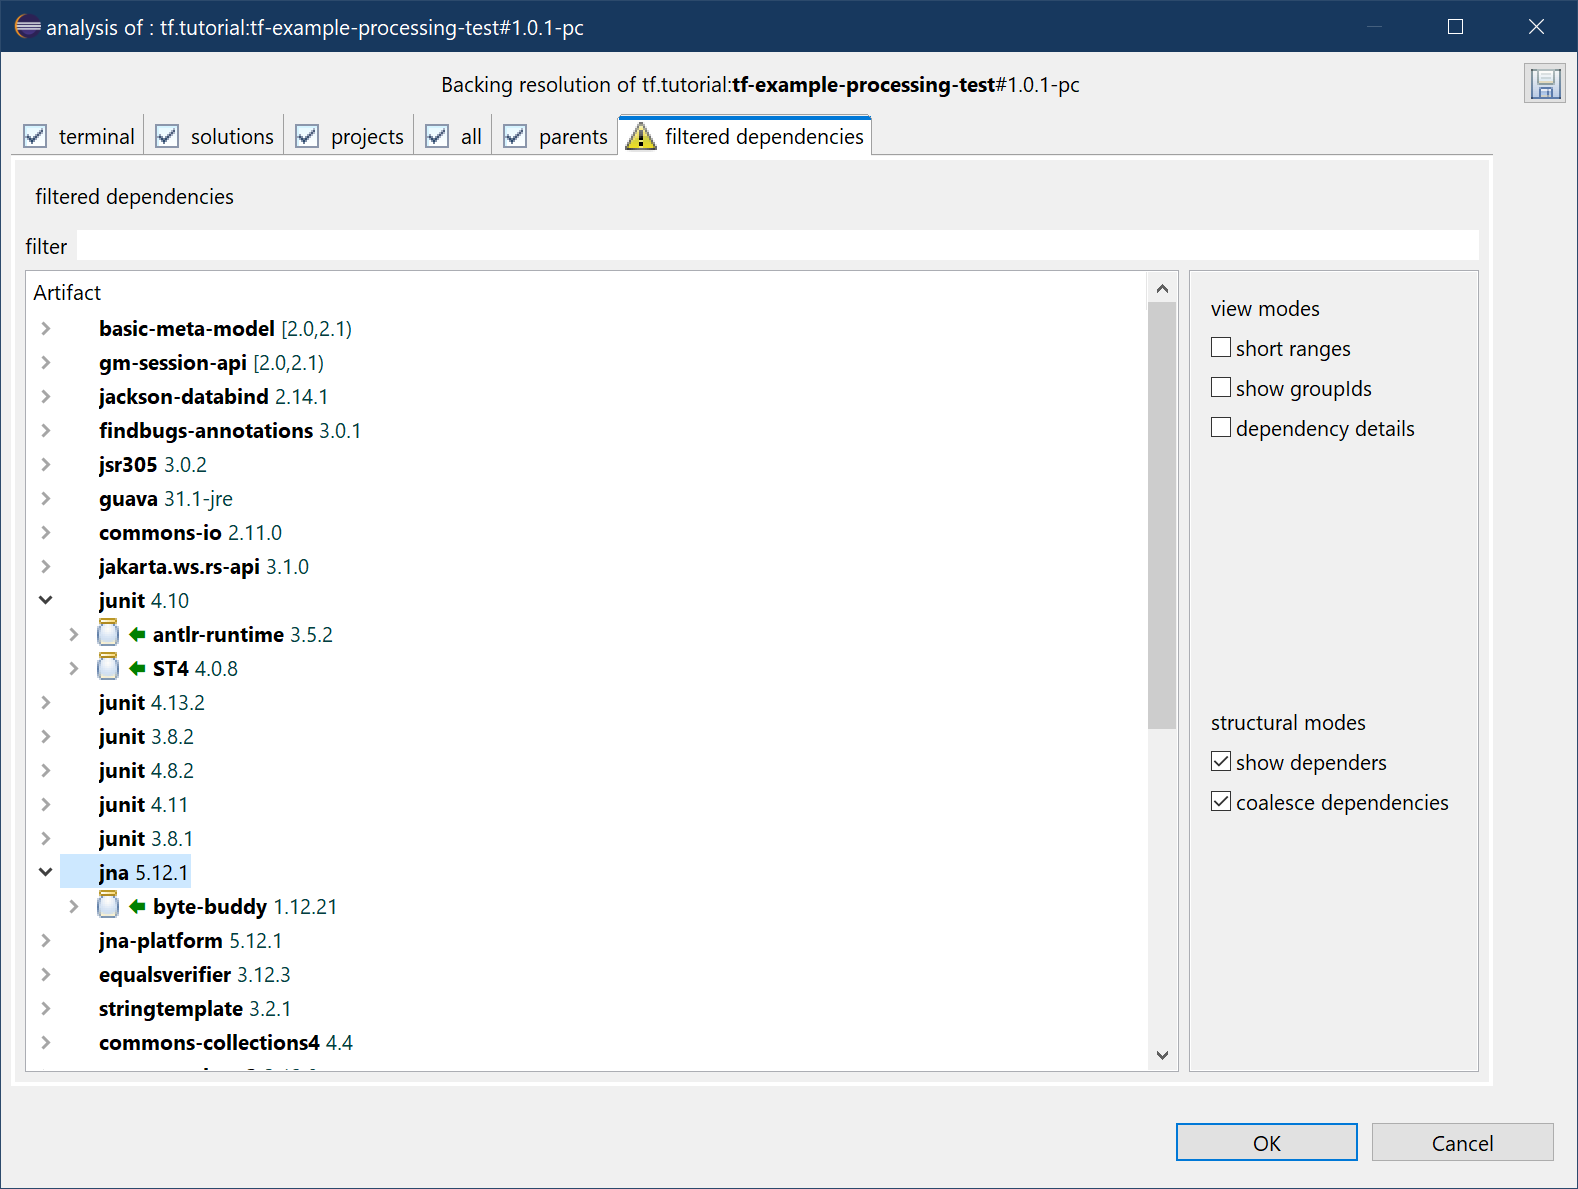 analysis of : tf.tutorial:tf-example-processing-test#1.0.1-pc
Backing resolution of tf.tutorial:tf-example-processing-test#1.0.1-pc
terminal solutions projects all parents filtered dependencies
filtered dependencies
filter
Artifact
basic-meta-model [2.0,2.1)
gm-session-api [2.0,2.1)
jackson-databind 2.14.1
findbugs-annotations 3.0.1
jsr305 3.0.2
guava 31.1-jre
commons-io 2.11.0
jakarta.ws.rs-api 3.1.0
junit 4.10
antlr-runtime 3.5.2
ST4 4.0.8
junit 4.13.2
junit 3.8.2
junit 4.8.2
junit 4.11
junit 3.8.1
jna 5.12.1
byte-buddy 1.12.21
jna-platform 5.12.1
equalsverifier 3.12.3
stringtemplate 3.2.1
commons-collections4 4.4
view modes
short ranges
show groupIds
dependency details
structural modes
show dependers
coalesce dependencies
OK Cancel